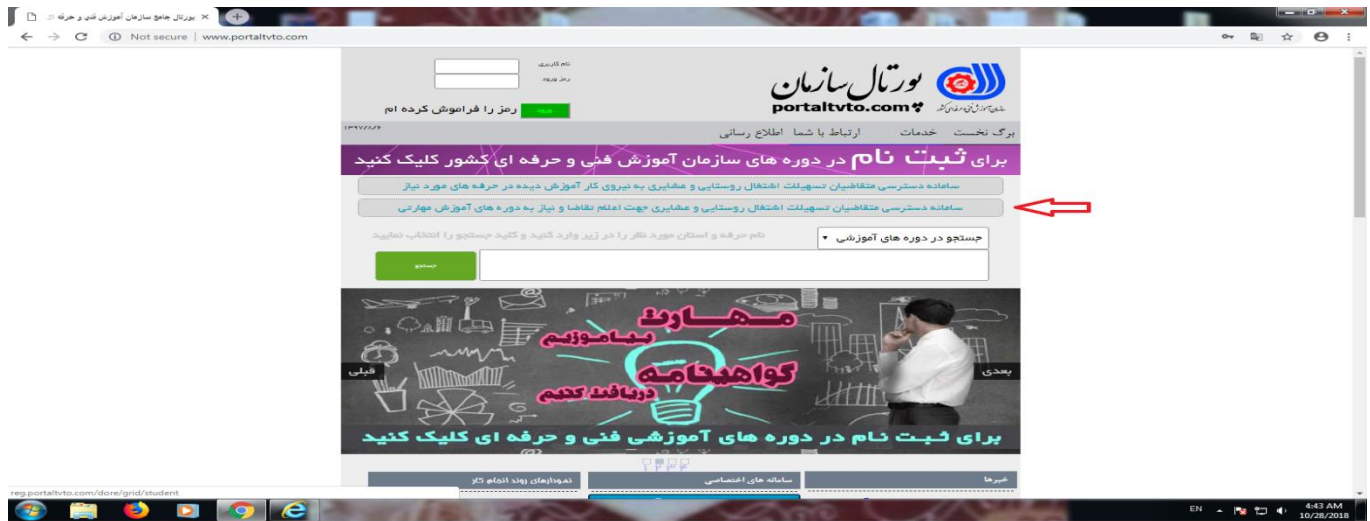 پورتال جامع سازمان آموزش فنی و حرفه ای
Not secure | www.portaltvto.com
نام کاربری
رمز ورود
ورود
رمز را فراموش کرده ام
پورتال سازمان
portaltvto.com
سازمان آموزش فنی و حرفه ای کشور
برگ نخست خدمات ارتباط با شما اطلاع رسانی
۱۳۹۷/۸/۶
برای ثبت نام در دوره های سازمان آموزش فنی و حرفه ای کشور کلیک کنید
سامانه دسترسی متقاضیان تسهیلات اشتغال روستایی و عشایری به نیروی کار آموزش دیده در حرفه های مورد نیاز
سامانه دسترسی متقاضیان تسهیلات اشتغال روستایی و عشایری جهت اعلام تقاضا و نیاز به دوره های آموزش مهارتی
جستجو در دوره های آموزشی
نام حرفه و استان مورد نظر را در زیر وارد کنید و کلید جستجو را انتخاب نمایید
جستجو
مهارت
بیاموزیم
گواهینامه
دریافت کنیم
بعدی
قبلی
برای ثبت نام در دوره های آموزشی فنی و حرفه ای کلیک کنید
۱ ۲ ۳ ۴
خبرها
سامانه های اختصاصی
نمودارهای روند انجام کار
reg.portaltvto.com/dore/grid/student
EN
4:43 AM
10/28/2018